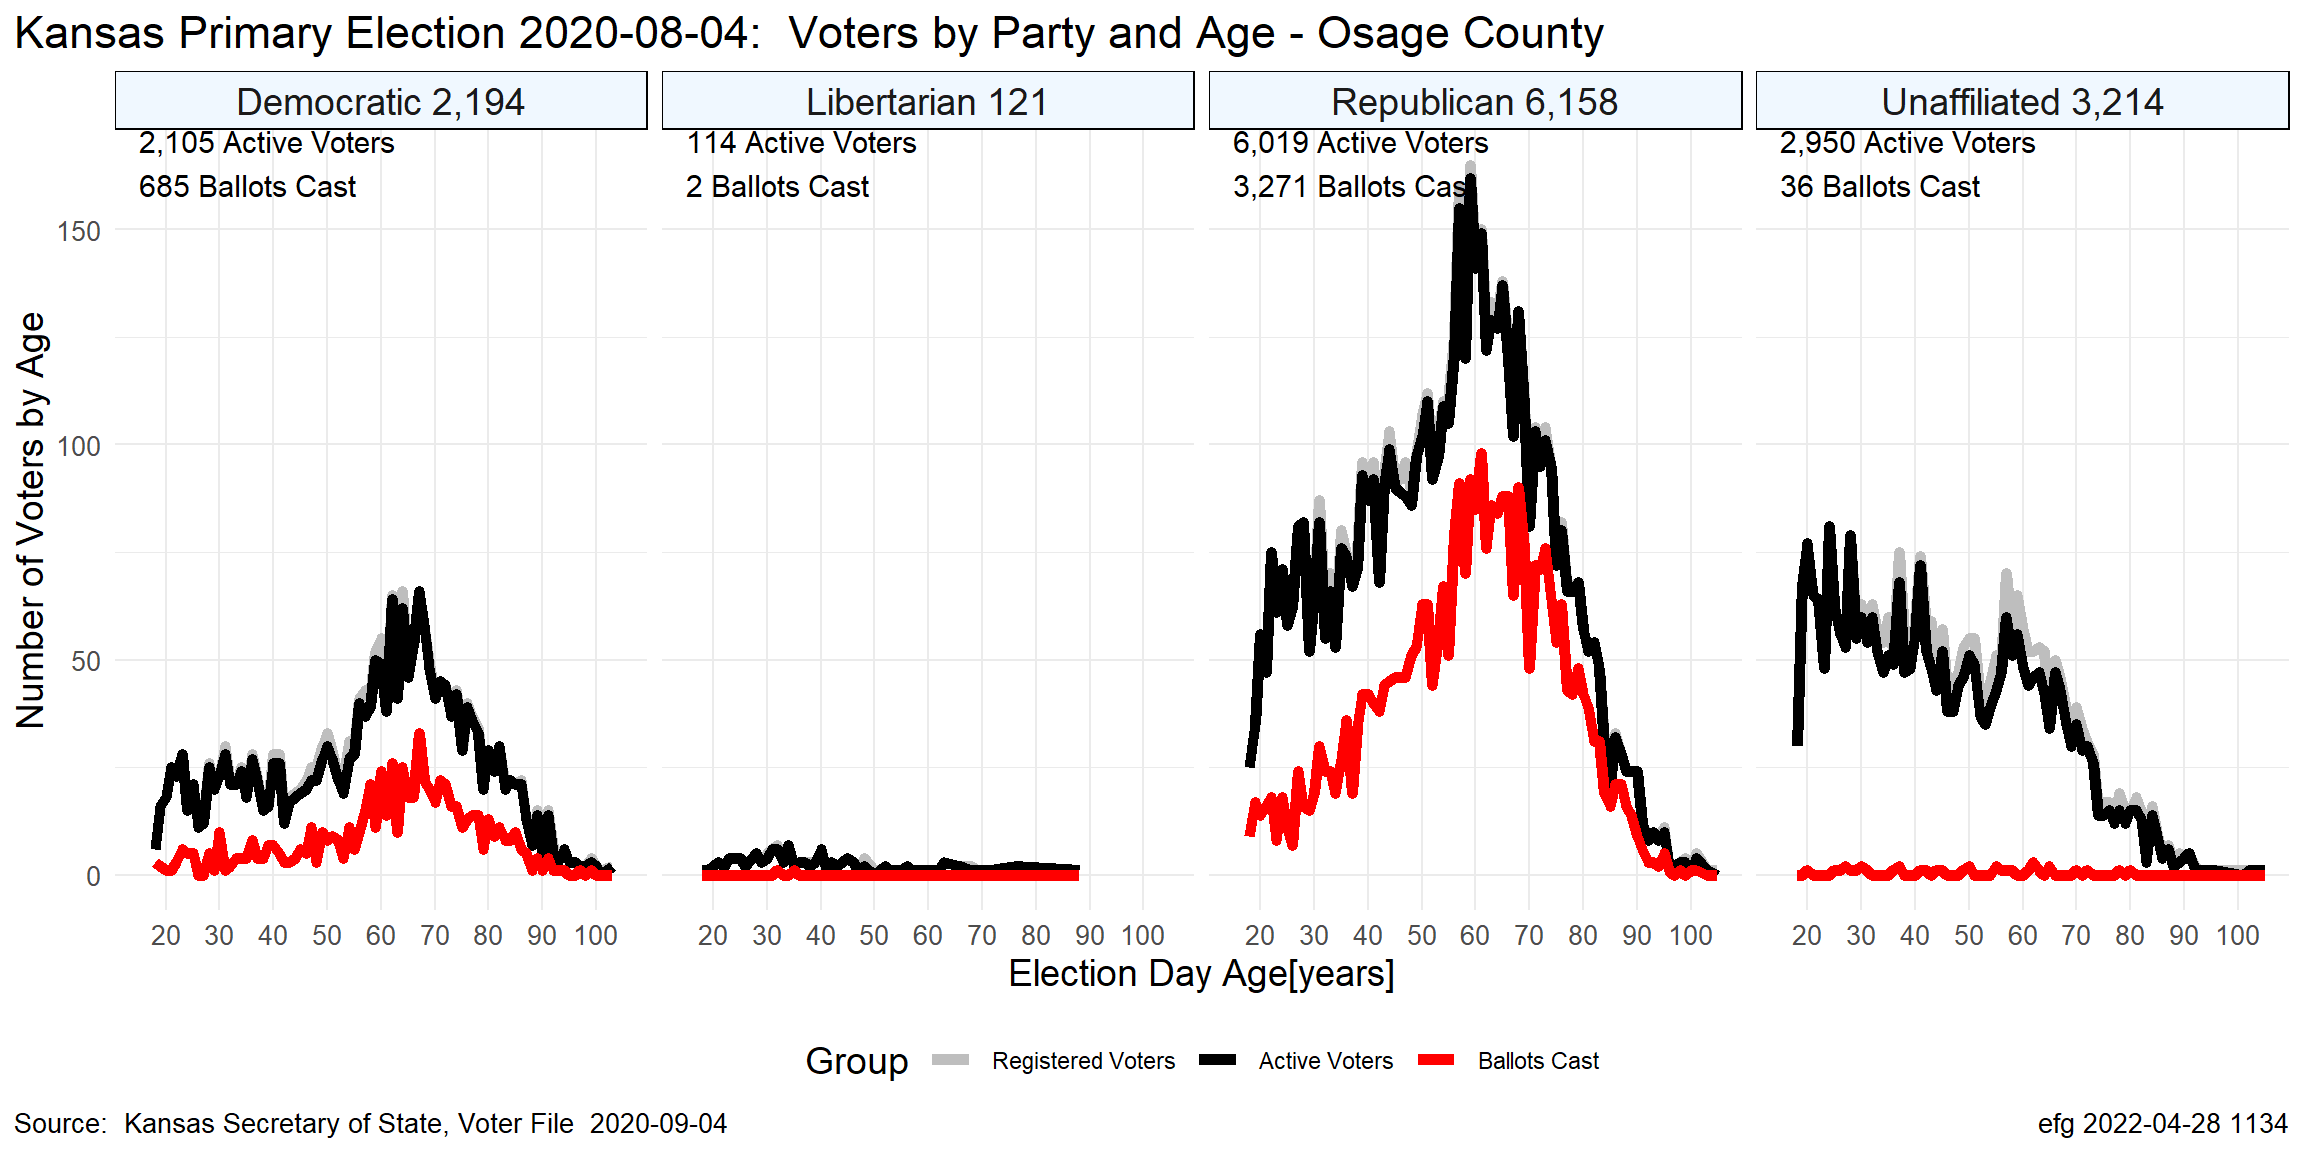 Kansas Primary Election 2020-08-04:  Voters by Party and Age - Osage County
Democratic 2,194
Libertarian 121
Republican 6,158
Unaffiliated 3,214
2,105 Active Voters
685 Ballots Cast
114 Active Voters
2 Ballots Cast
6,019 Active Voters
3,271 Ballots Cast
2,950 Active Voters
36 Ballots Cast
Number of Voters by Age
150
100
50
0
20 30 40 50 60 70 80 90 100
20 30 40 50 60 70 80 90 100
20 30 40 50 60 70 80 90 100
20 30 40 50 60 70 80 90 100
Election Day Age[years]
Group Registered Voters Active Voters Ballots Cast
Source:  Kansas Secretary of State, Voter File  2020-09-04
efg 2022-04-28 1134